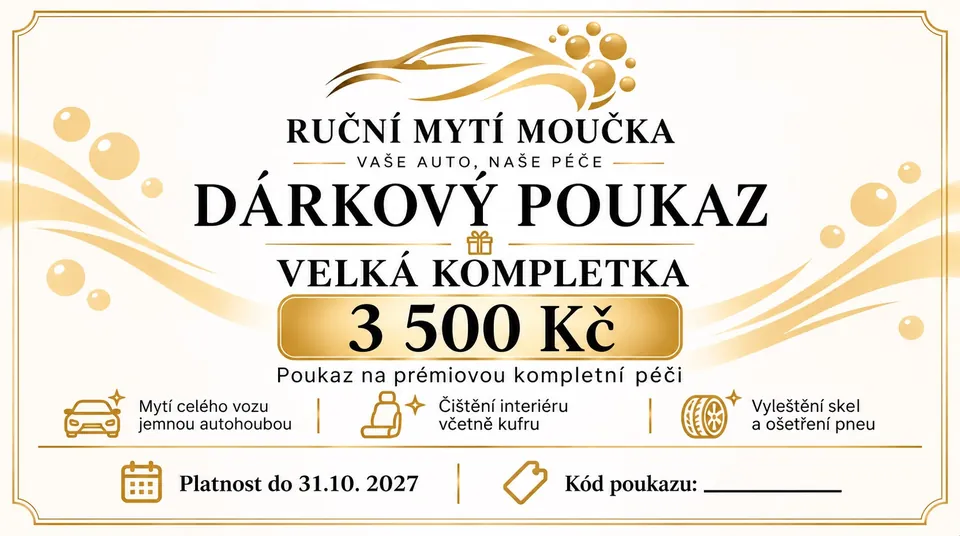 RUČNÍ MYTÍ MOUČKA
VAŠE AUTO, NAŠE PÉČE
DÁRKOVÝ POUKAZ
VELKÁ KOMPLETKA
3 500 Kč
Poukaz na prémiovou kompletní péči
Mytí celého vozu
jemnou autohoubou
Čištění interiéru
včetně kufru
Vyleštění skel
a ošetření pneu
Platnost do 31.10. 2027
Kód poukazu: ____________